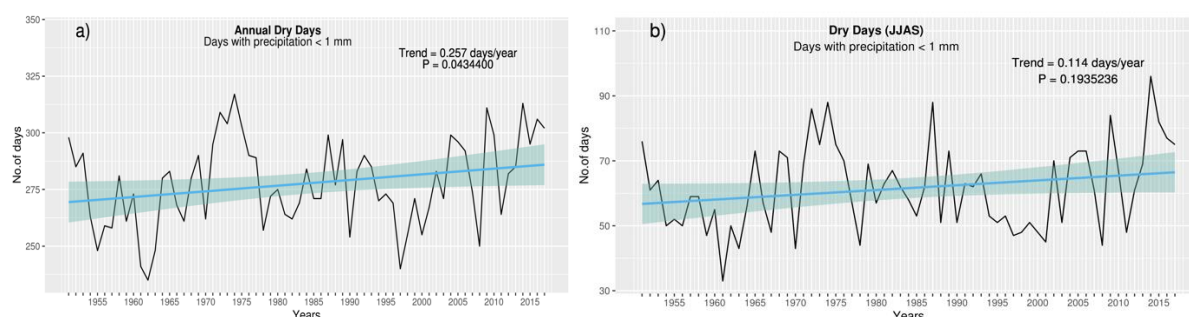 a)
Annual Dry Days
Days with precipitation < 1 mm
Trend = 0.257 days/year
P = 0.0434400
No.of days
350
325
300
275
250
1955 1960 1965 1970 1975 1980 1985 1990 1995 2000 2005 2010 2015
Years
b)
Dry Days (JJAS)
Days with precipitation < 1 mm
Trend = 0.114 days/year
P = 0.1935236
No.of days
110
90
70
50
30
1955 1960 1965 1970 1975 1980 1985 1990 1995 2000 2005 2010 2015
Years